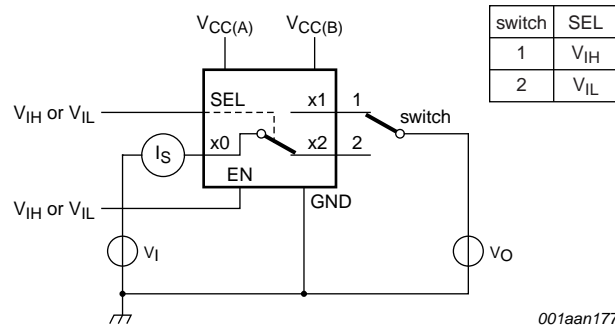 VCC(A) VCC(B)
switch SEL
1 VIH
2 VIL
VIH or VIL
SEL x1 1
switch
IS x0 x2 2
EN
VIH or VIL
GND
VI VO
001aan177